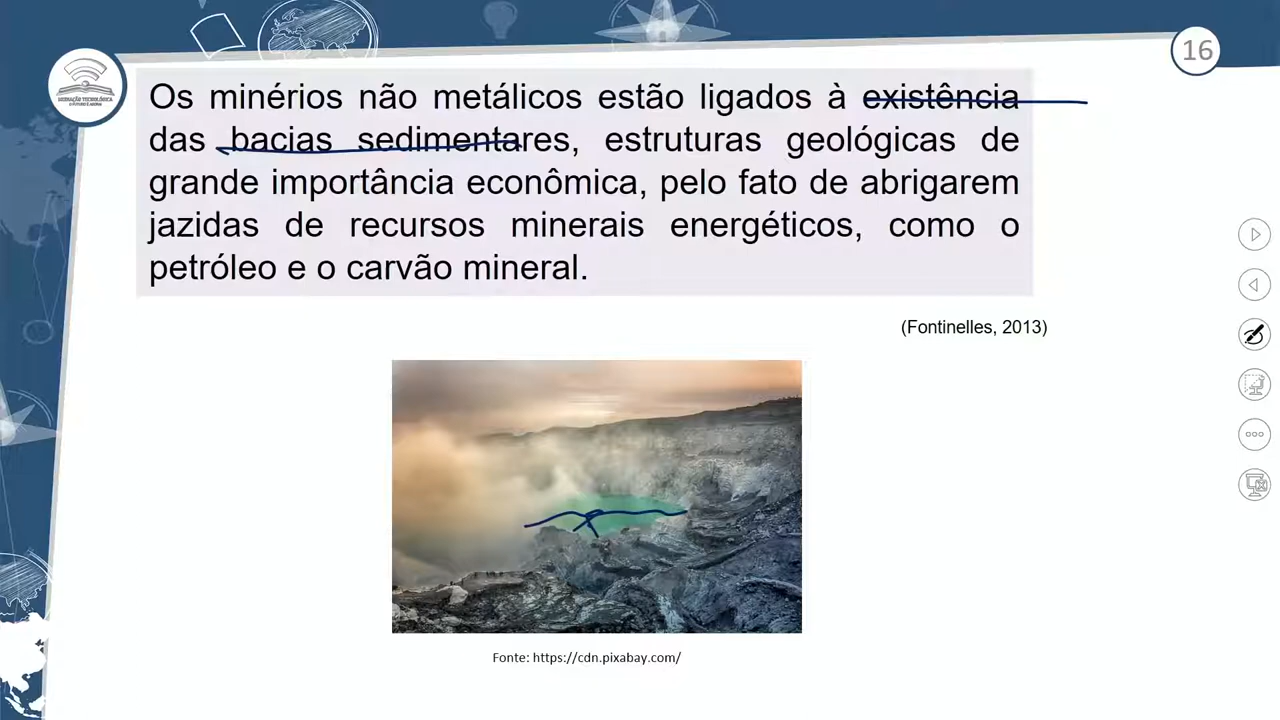 16
Os minérios não metálicos estão ligados à existência
das bacias sedimentares, estruturas geológicas de
grande importância econômica, pelo fato de abrigarem
jazidas de recursos minerais energéticos, como o
petróleo e o carvão mineral.
(Fontinelles, 2013)
Fonte: https://cdn.pixabay.com/